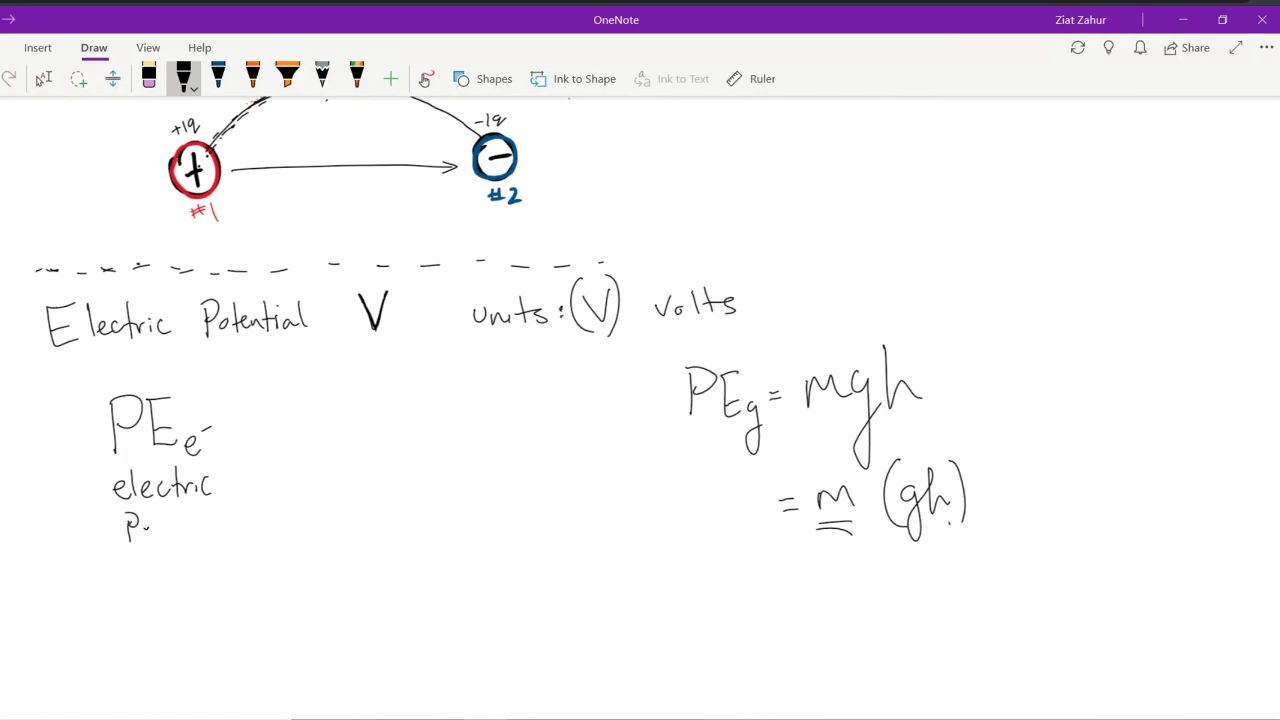 OneNote
Ziat Zahur
Insert Draw View Help
Share
Shapes
Ink to Shape
Ink to Text
Ruler
+1q
-1q
+
−
#1
#2
Electric Potential V units: (V) volts
PEg = mgh
PEe-
electric
= m (gh)
P.